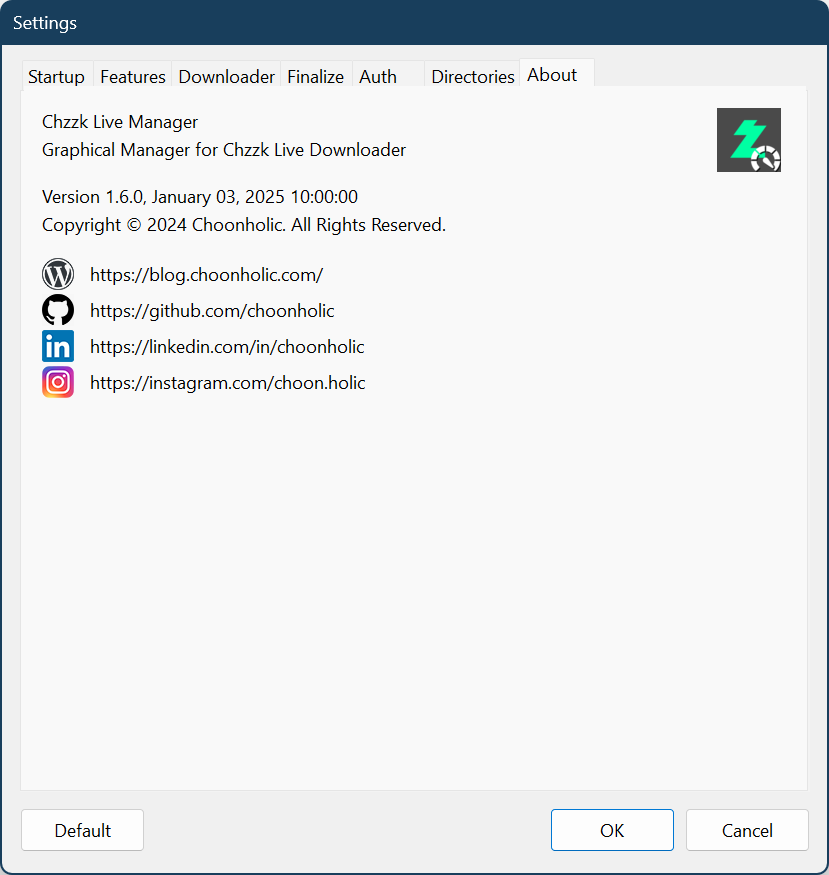 Settings
Startup Features Downloader Finalize Auth Directories About
Chzzk Live Manager
Graphical Manager for Chzzk Live Downloader
Version 1.6.0, January 03, 2025 10:00:00
Copyright © 2024 Choonholic. All Rights Reserved.
https://blog.choonholic.com/
https://github.com/choonholic
in https://linkedin.com/in/choonholic
https://instagram.com/choon.holic
Default OK Cancel